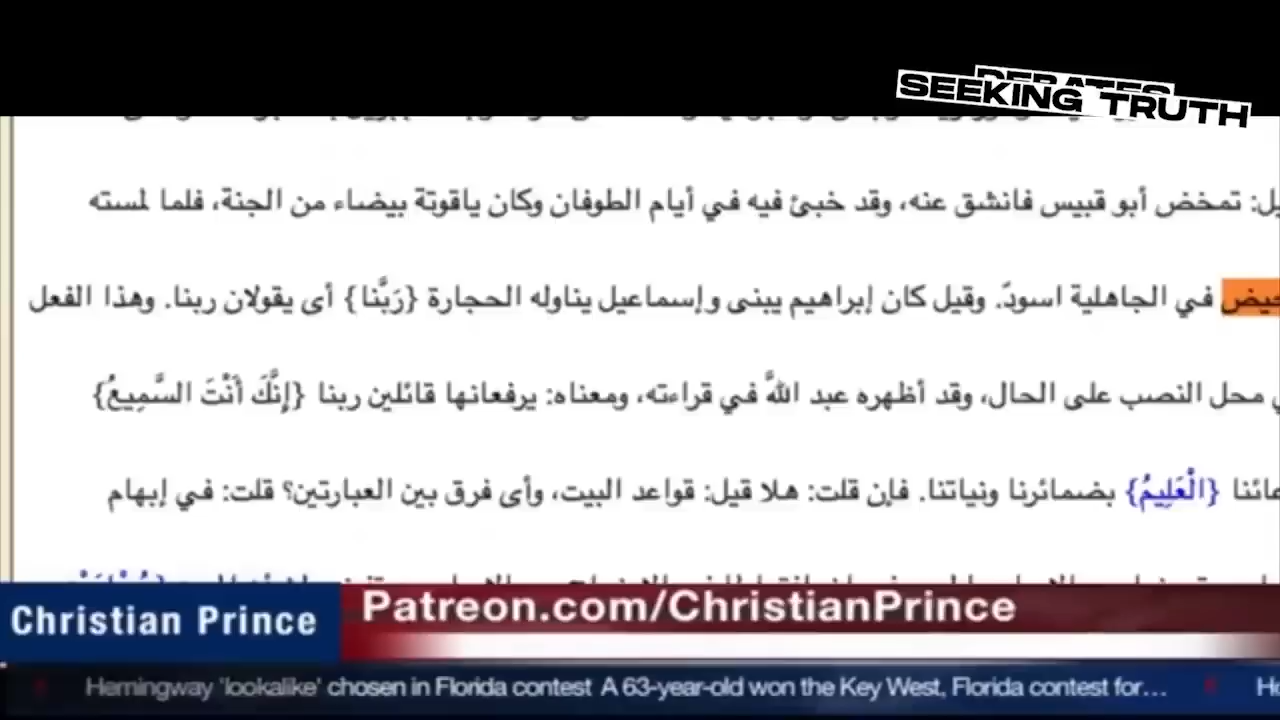 DEBATES
SEEKING TRUTH
تمخض أبو قبيس فانشق عنه، وقد خبئ فيه في أيام الطوفان وكان ياقوتة بيضاء من الجنة، فلما لمسته
في الجاهلية اسودّ. وقيل كان إبراهيم يبنى وإسماعيل يناوله الحجارة {رَبَّنا} أى يقولان ربنا. وهذا الفعل
محل النصب على الحال، وقد أظهره عبد اللَّه في قراءته، ومعناه: يرفعانها قائلين ربنا {إِنَّكَ أَنْتَ السَّمِيعُ}
{الْعَلِيمُ} بضمائرنا ونياتنا. فإن قلت: هلا قيل: قواعد البيت، وأى فرق بين العبارتين؟ قلت: في إبهام
Christian Prince
Patreon.com/ChristianPrince
Hemingway 'lookalike' chosen in Florida contest A 63-year-old won the Key West, Florida contest for...